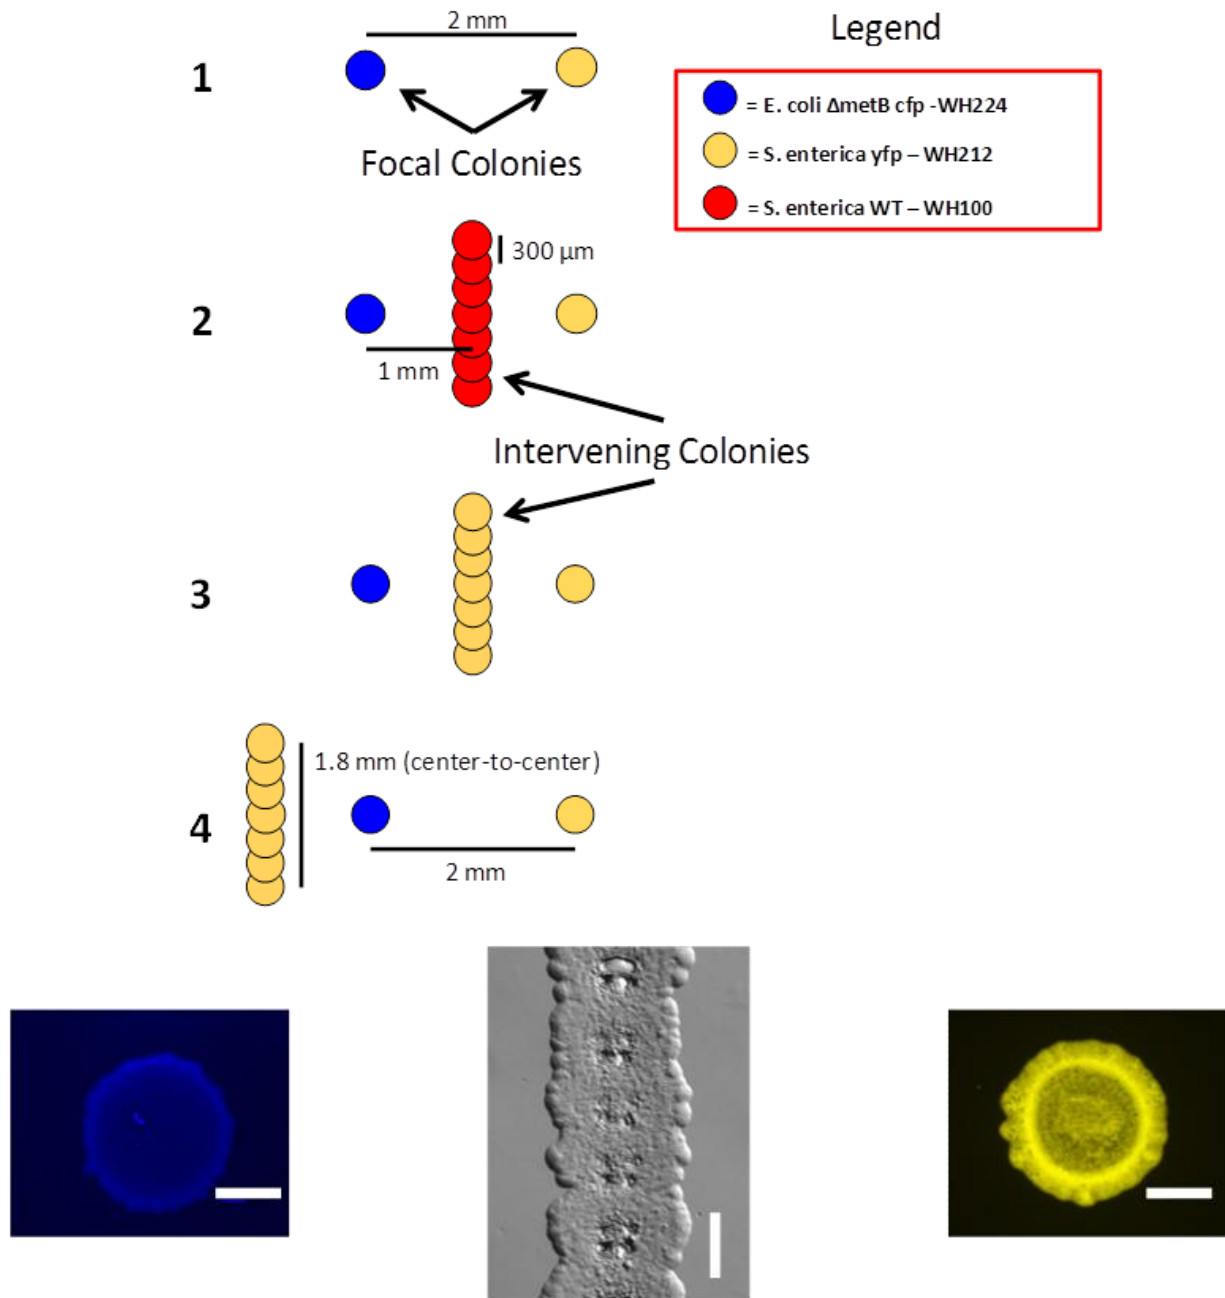 2 mm
Legend
1
= E. coli ΔmetB cfp -WH224
= S. enterica yfp – WH212
= S. enterica WT – WH100
Focal Colonies
300 µm
2
1 mm
Intervening Colonies
3
1.8 mm (center-to-center)
4
2 mm